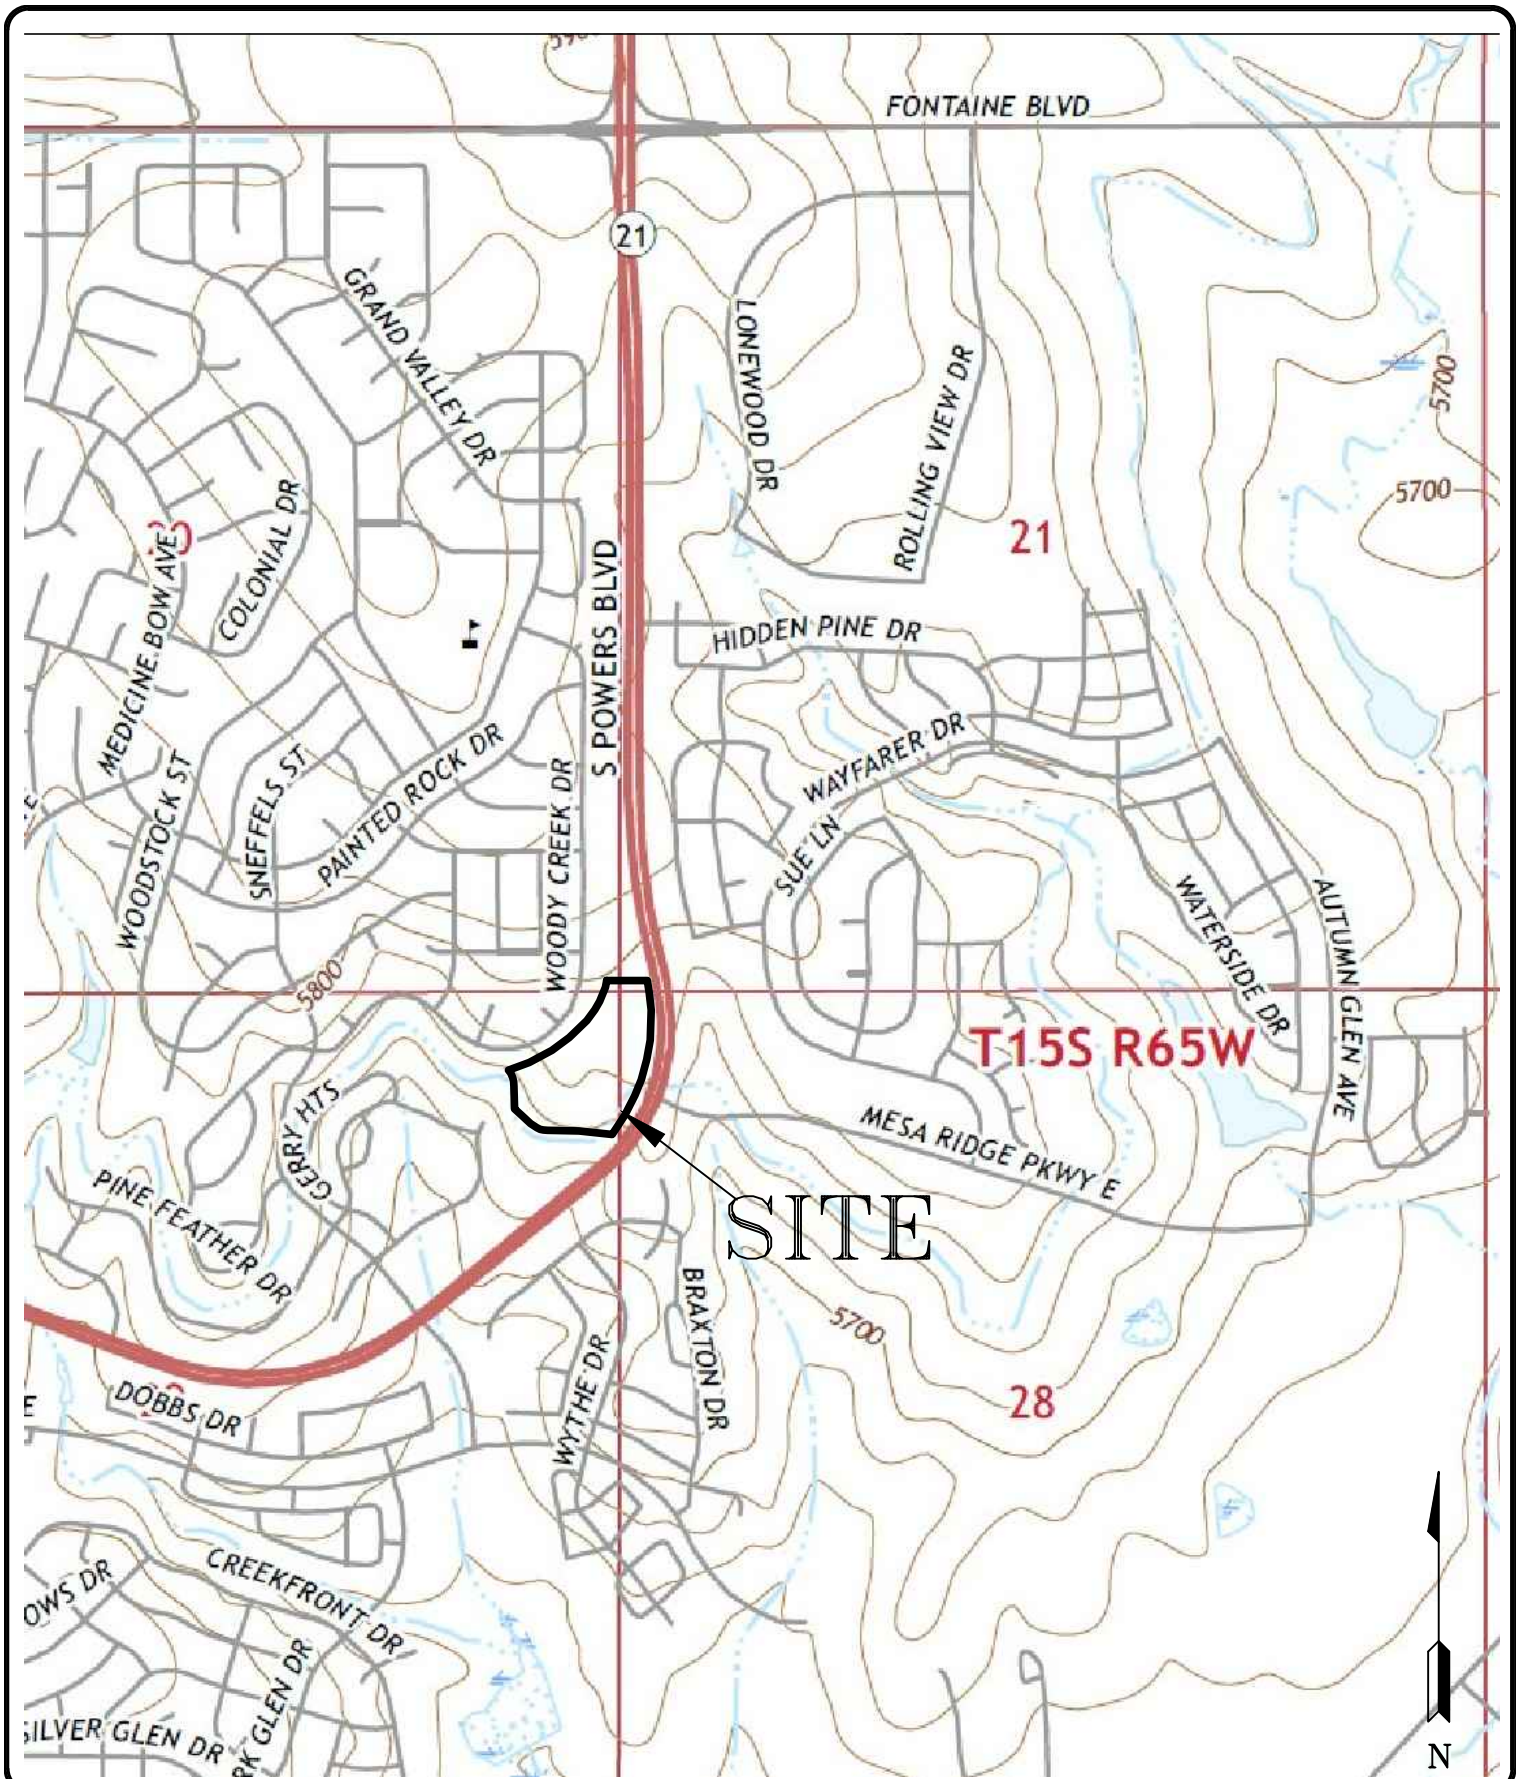 FONTAINE BLVD
21
GRAND VALLEY DR
LONEWOOD DR
ROLLING VIEW DR
5700
5700
COLONIAL DR
21
MEDICINE BOW AVE
S POWERS BLVD
HIDDEN PINE DR
WAYFARER DR
WOODSTOCK ST
SNEFFELS ST
PAINTED ROCK DR
WOODY CREEK DR
SUE LN
WATERSIDE DR
AUTUMN GLEN AVE
5800
T15S R65W
GERRY HTS
MESA RIDGE PKWY E
PINE FEATHER DR
SITE
BRAXTON DR
5700
WYTHE DR
DOBBS DR
28
CREEKFRONT DR
OWS DR
SILVER GLEN DR
RK GLEN DR
N